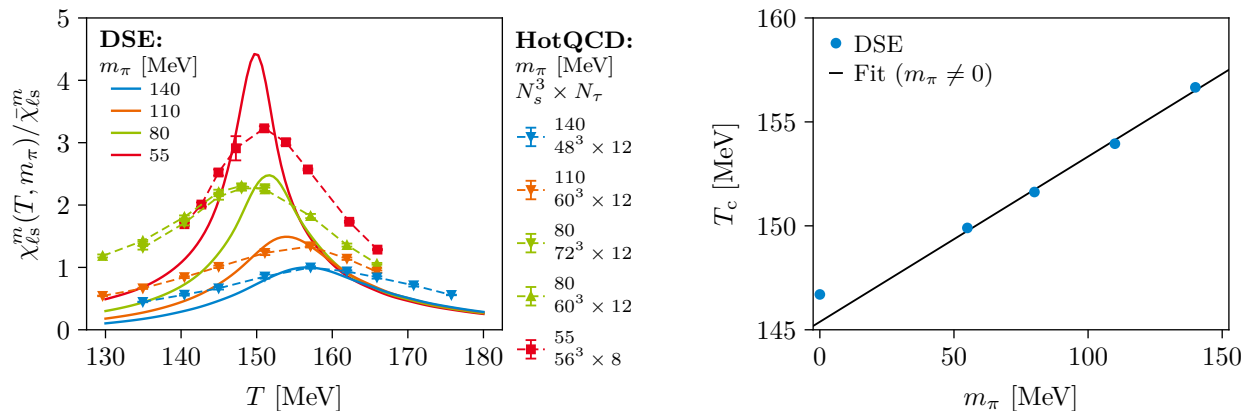 5
4
3
2
1
0
χ^m_ℓs(T, m_π)/χ̄^m_ℓs
DSE:
m_π [MeV]
140
110
80
55
130 140 150 160 170 180
T [MeV]
HotQCD:
m_π [MeV]
N_s^3 × N_τ
140
48^3 × 12
110
60^3 × 12
80
72^3 × 12
80
60^3 × 12
55
56^3 × 8
160
155
150
145
T_c [MeV]
DSE
Fit (m_π ≠ 0)
0 50 100 150
m_π [MeV]